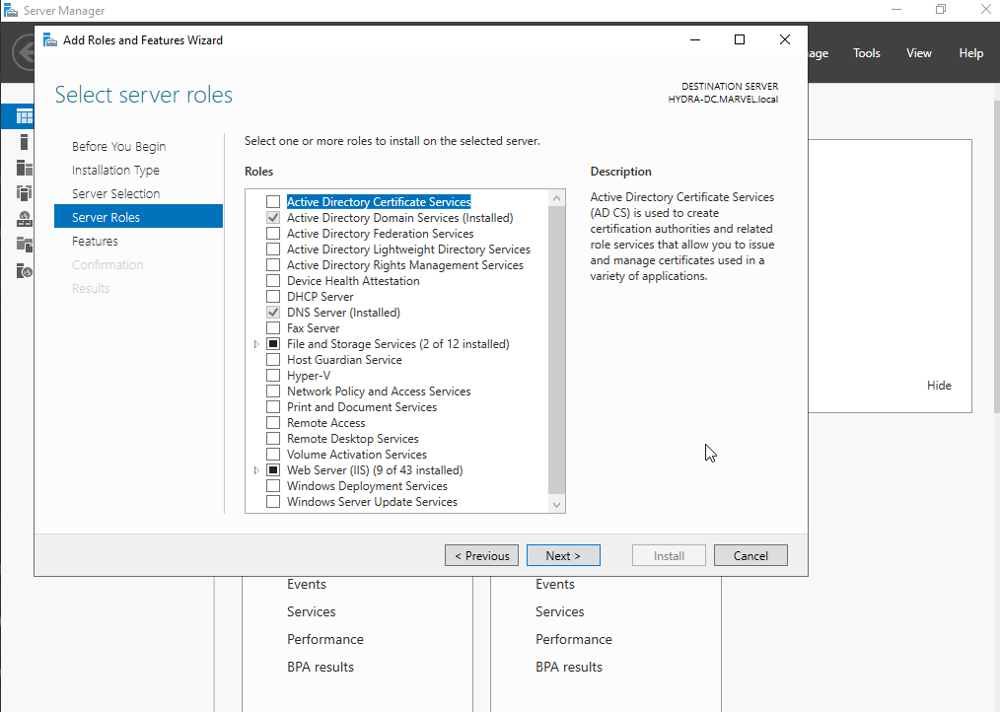 Server Manager
Add Roles and Features Wizard
age Tools View Help
Select server roles
DESTINATION SERVER
HYDRA-DC.MARVEL.local
Before You Begin
Installation Type
Server Selection
Server Roles
Features
Confirmation
Results
Select one or more roles to install on the selected server.
Roles
Active Directory Certificate Services
Active Directory Domain Services (Installed)
Active Directory Federation Services
Active Directory Lightweight Directory Services
Active Directory Rights Management Services
Device Health Attestation
DHCP Server
DNS Server (Installed)
Fax Server
File and Storage Services (2 of 12 installed)
Host Guardian Service
Hyper-V
Network Policy and Access Services
Print and Document Services
Remote Access
Remote Desktop Services
Volume Activation Services
Web Server (IIS) (9 of 43 installed)
Windows Deployment Services
Windows Server Update Services
Description
Active Directory Certificate Services
(AD CS) is used to create
certification authorities and related
role services that allow you to issue
and manage certificates used in a
variety of applications.
Hide
< Previous
Next >
Install
Cancel
Events
Services
Performance
BPA results
Events
Services
Performance
BPA results